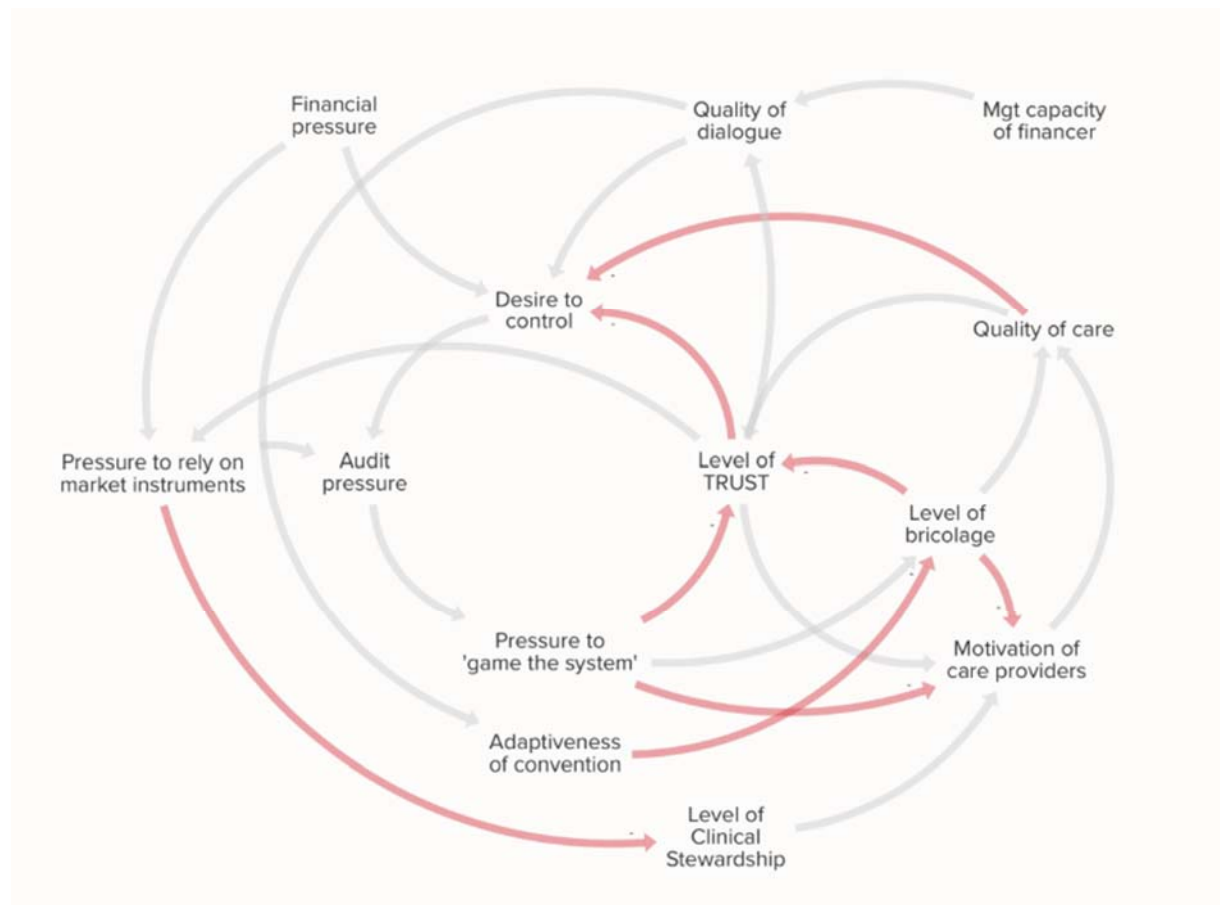 Financial
pressure
Quality of
dialogue
Mgt capacity
of financer
Desire to
control
Quality of care
Pressure to rely on
market instruments
Audit
pressure
Level of
TRUST
Level of
bricolage
Pressure to
'game the system'
Motivation of
care providers
Adaptiveness
of convention
Level of
Clinical
Stewardship